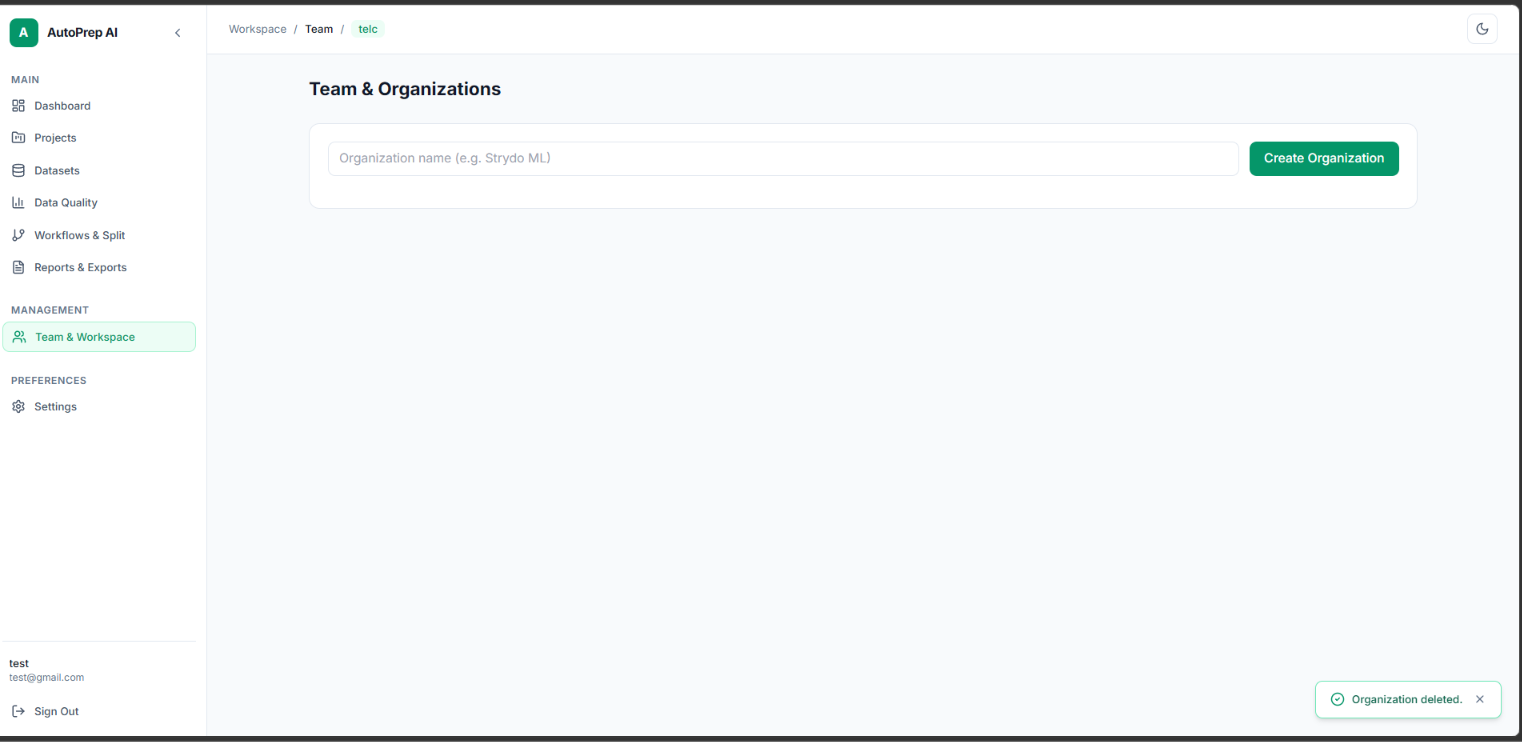 A AutoPrep AI
MAIN
Dashboard
Projects
Datasets
Data Quality
Workflows & Split
Reports & Exports
MANAGEMENT
Team & Workspace
PREFERENCES
Settings
test
test@gmail.com
Sign Out
Workspace / Team / telc
Team & Organizations
Organization name (e.g. Strydo ML)
Create Organization
Organization deleted.